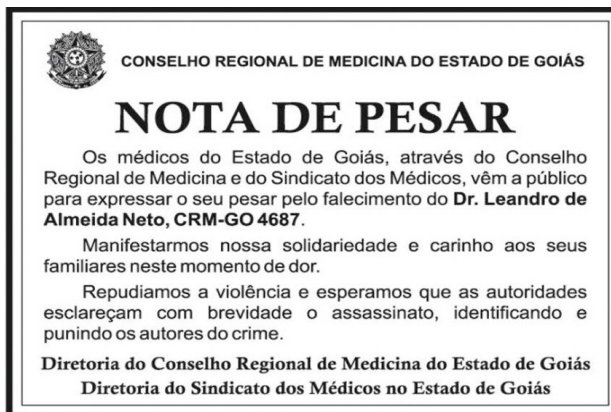 CONSELHO REGIONAL DE MEDICINA DO ESTADO DE GOIÁS
NOTA DE PESAR
Os médicos do Estado de Goiás, através do Conselho
Regional de Medicina e do Sindicato dos Médicos, vêm a público
para expressar o seu pesar pelo falecimento do Dr. Leandro de
Almeida Neto, CRM-GO 4687.
Manifestarmos nossa solidariedade e carinho aos seus
familiares neste momento de dor.
Repudiamos a violência e esperamos que as autoridades
esclareçam com brevidade o assassinato, identificando e
punindo os autores do crime.
Diretoria do Conselho Regional de Medicina do Estado de Goiás
Diretoria do Sindicato dos Médicos no Estado de Goiás